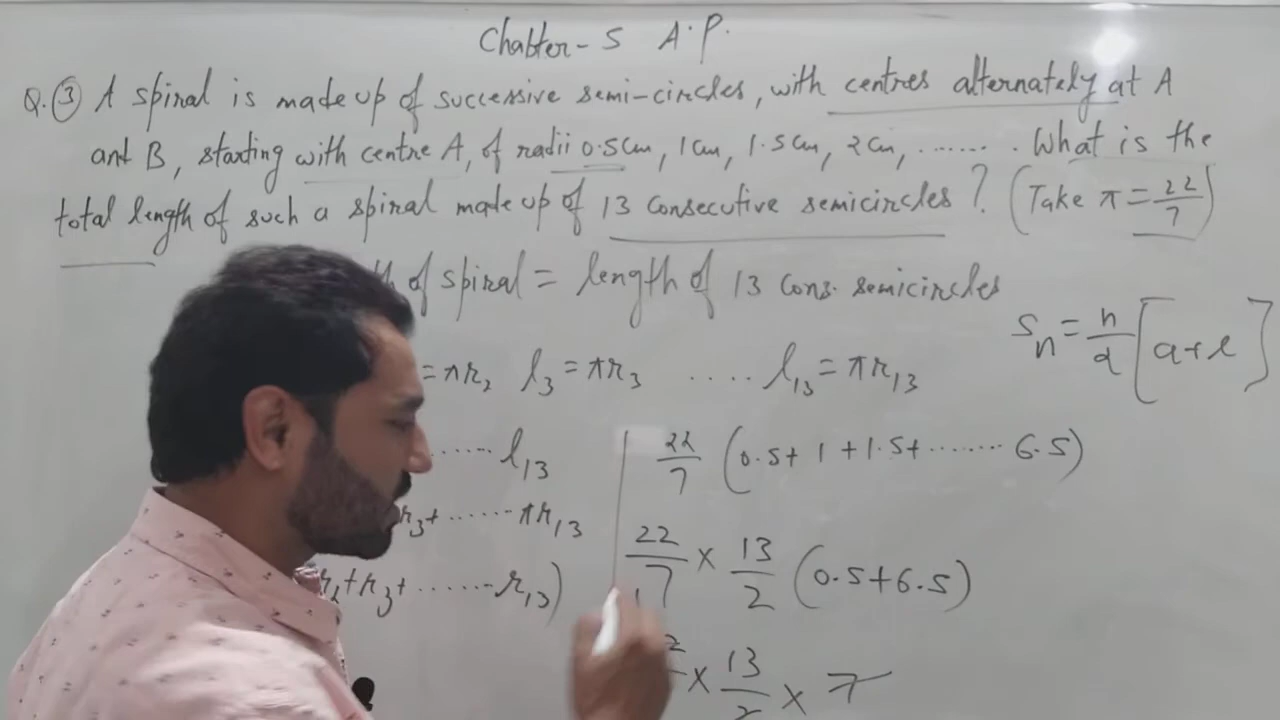 Chabter-5 A.P.
Q.③ A spiral is made up of successive semi-circles, with centres alternately at A
and B, starting with centre A, of radii 0.5cm, 1cm, 1.5cm, 2cm, ....... . What is the
total length of such a spiral made up of 13 consecutive semicircles? (Take π = 22/7)
of spiral = length of 13 cons. semicircles
= πr₂ l₃ = πr₃ .... l₁₃ = πr₁₃
Sₙ = n/2 [a+l]
..... l₁₃
r₃+ ...... πr₁₃
r₂+r₃+ ...... r₁₃)
22/7 (0.5+1+1.5+....... 6.5)
22/7 × 13/2 (0.5+6.5)
× 13/2 × 7